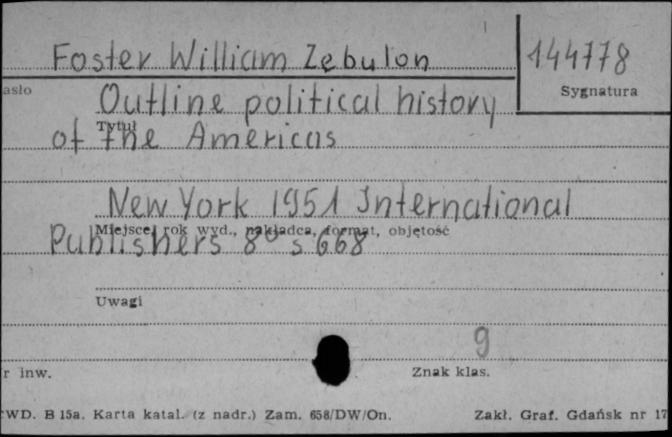 Foster William Zebulon
144778
asło
Sygnatura
Outline political history
Tytuł
of the Americas
New York 1951 International
Miejsce, rok wyd., nakładca, format, objętość
Publishers 8° s 668
Uwagi
9
r inw.
Znak klas.
WD. B 15a. Karta katal. (z nadr.) Zam. 658/DW/On.
Zakł. Graf. Gdańsk nr 17